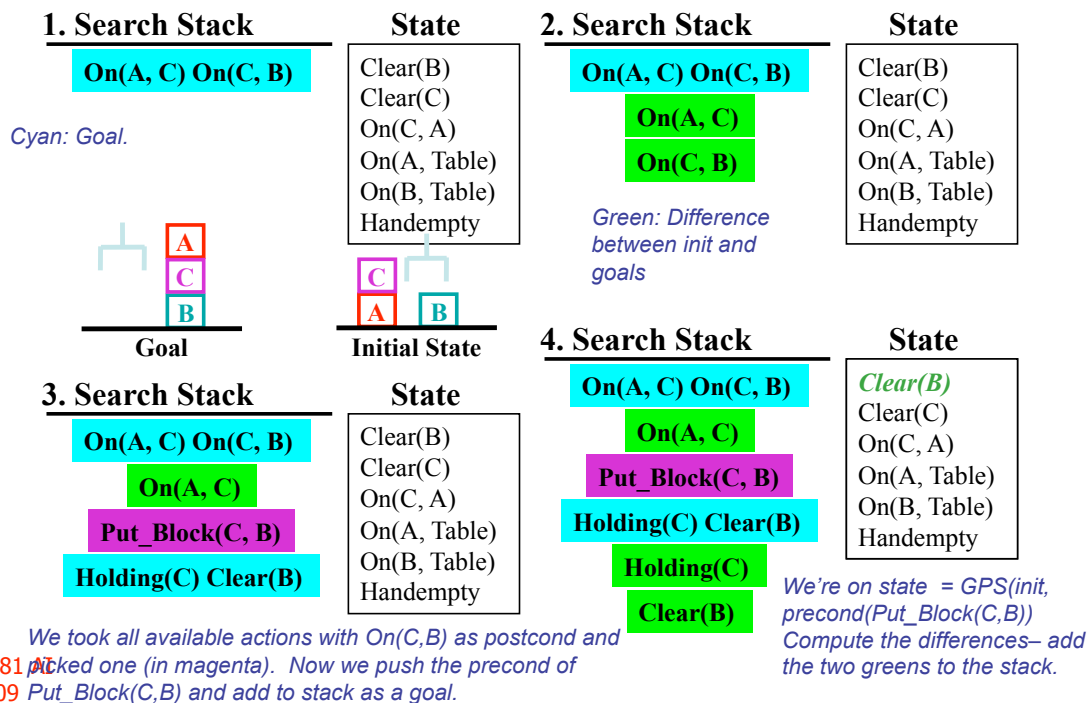 1. Search Stack
State
On(A, C) On(C, B)
Clear(B)
Clear(C)
On(C, A)
On(A, Table)
On(B, Table)
Handempty
Cyan: Goal.
A
C
B
Goal
C
A
B
Initial State
2. Search Stack
State
On(A, C) On(C, B)
On(A, C)
On(C, B)
Clear(B)
Clear(C)
On(C, A)
On(A, Table)
On(B, Table)
Handempty
Green: Difference
between init and
goals
3. Search Stack
State
On(A, C) On(C, B)
On(A, C)
Put_Block(C, B)
Holding(C) Clear(B)
Clear(B)
Clear(C)
On(C, A)
On(A, Table)
On(B, Table)
Handempty
We took all available actions with On(C,B) as postcond and
picked one (in magenta). Now we push the precond of
Put_Block(C,B) and add to stack as a goal.
81 AI
09
4. Search Stack
State
On(A, C) On(C, B)
On(A, C)
Put_Block(C, B)
Holding(C) Clear(B)
Holding(C)
Clear(B)
Clear(B)
Clear(C)
On(C, A)
On(A, Table)
On(B, Table)
Handempty
We're on state = GPS(init,
precond(Put_Block(C,B))
Compute the differences– add
the two greens to the stack.